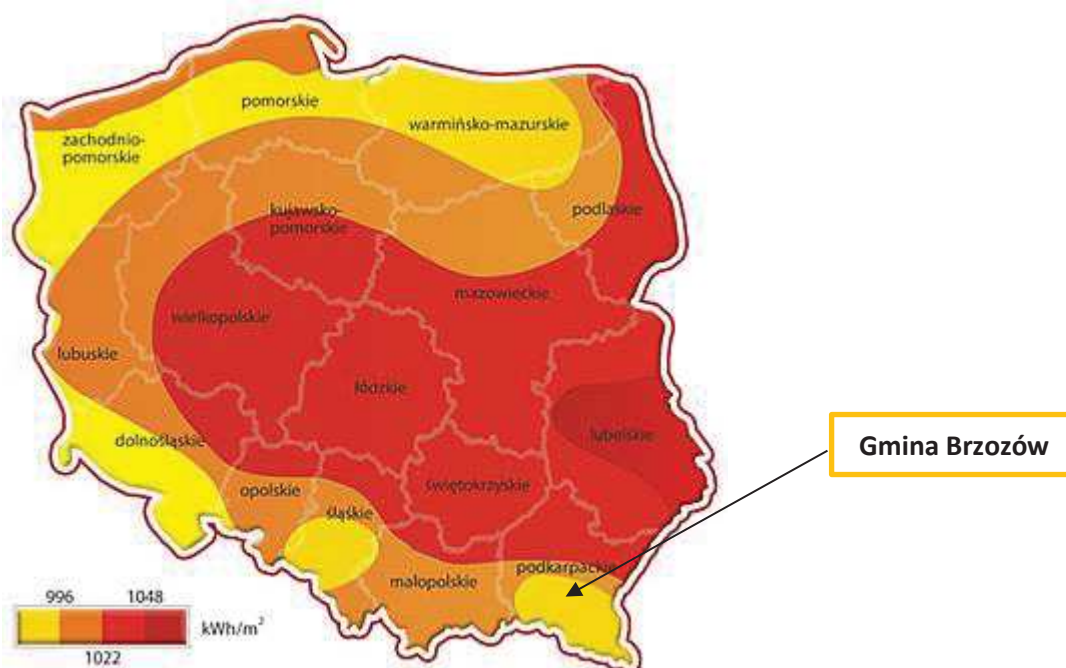 pomorskie
warmińsko-mazurskie
zachodnio-
pomorskie
podlaskie
kujawsko-
pomorskie
mazowieckie
wielkopolskie
lubuskie
łódzkie
dolnośląskie
lubelskie
Gmina Brzozów
opolskie
świętokrzyskie
śląskie
podkarpackie
małopolskie
996 1048
kWh/m²
1022